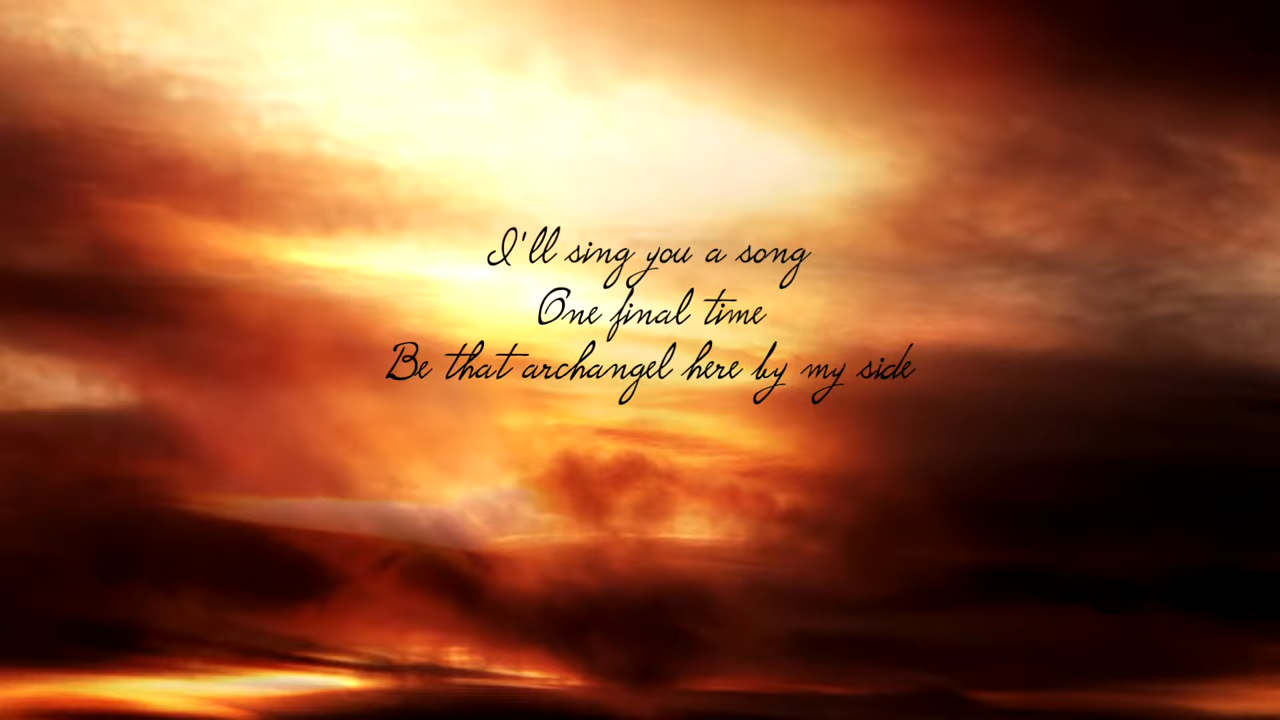 I'll sing you a song
One final time
Be that archangel here by my side